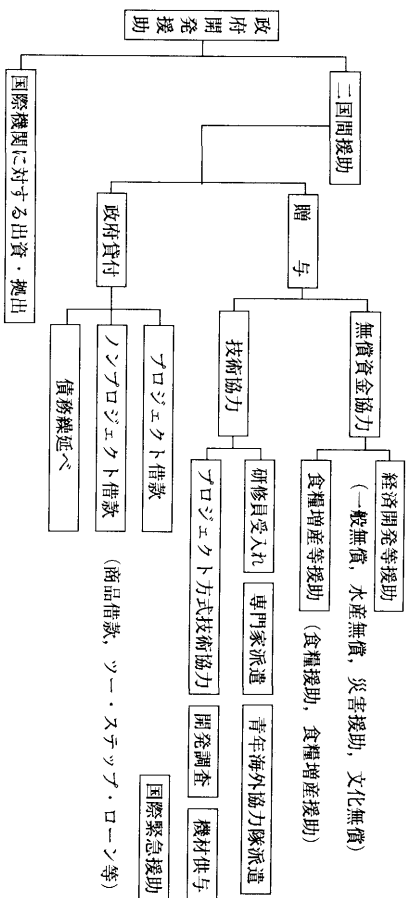 政府開発援助
二国間援助
贈与
無償資金協力
経済開発等援助
(一般無償, 水産無償, 災害援助, 文化無償)
食糧増産等援助 (食糧援助, 食糧増産援助)
技術協力
研修員受入れ 専門家派遣 青年海外協力隊派遣
プロジェクト方式技術協力 開発調査 機材供与
国際緊急援助
政府貸付
プロジェクト借款
ノンプロジェクト借款 (商品借款, ツー・ステップ・ローン等)
債務繰延べ
国際機関に対する出資・拠出